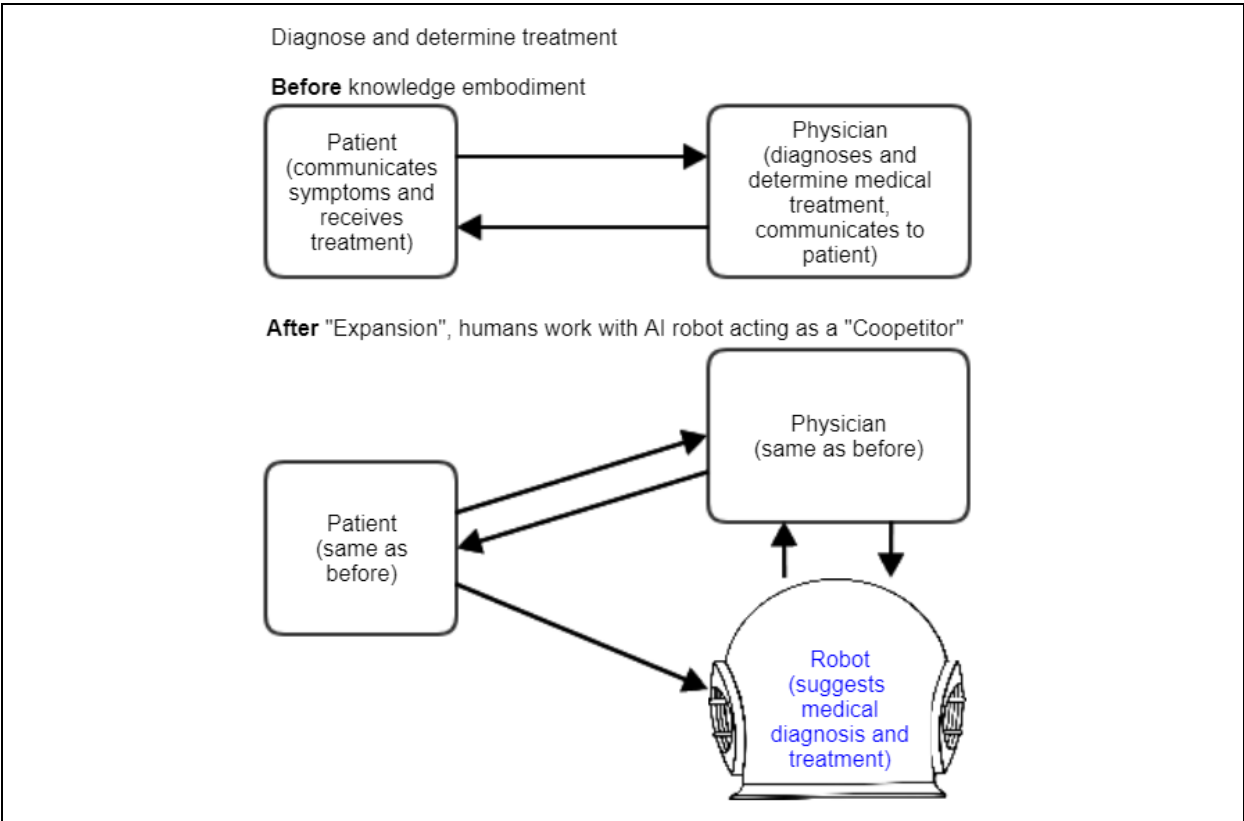 Diagnose and determine treatment
Before knowledge embodiment
Patient
(communicates
symptoms and
receives
treatment)
Physician
(diagnoses and
determine medical
treatment,
communicates to
patient)
After "Expansion", humans work with AI robot acting as a "Coopetitor"
Physician
(same as before)
Patient
(same as
before)
Robot
(suggests
medical
diagnosis and
treatment)